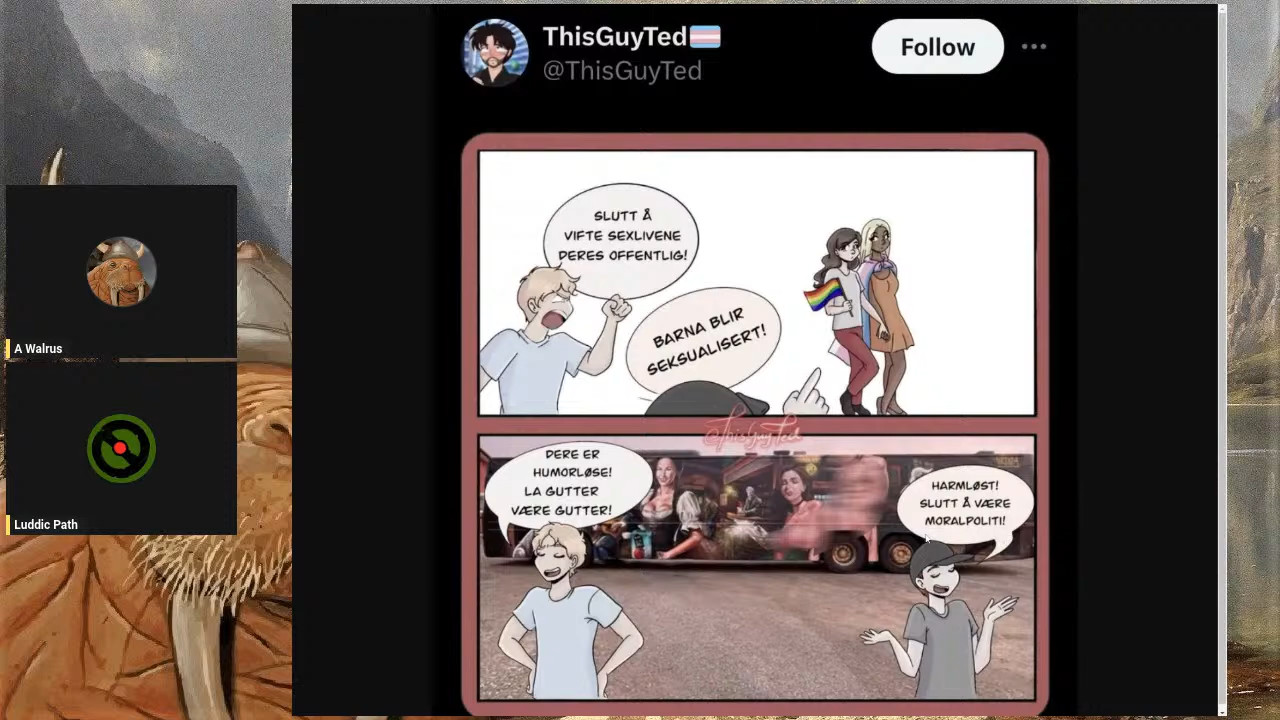 ThisGuyTed
@ThisGuyTed
Follow
SLUTT Å
VIFTE SEXLIVENE
DERES OFFENTLIG!
BARNA BLIR
SEKSUALISERT!
@ThisGuyTed
DERE ER
HUMORLØSE!
LA GUTTER
VÆRE GUTTER!
HARMLØST!
SLUTT Å VÆRE
MORALPOLITI!
A Walrus
Luddic Path